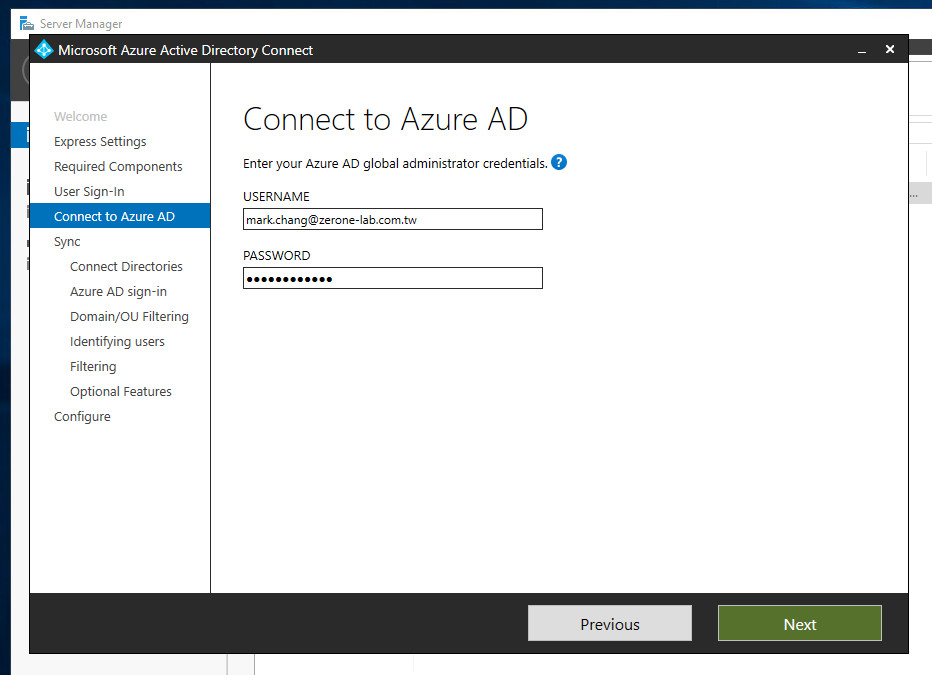 Server Manager
Microsoft Azure Active Directory Connect
Welcome
Express Settings
Required Components
User Sign-In
Connect to Azure AD
Sync
Connect Directories
Azure AD sign-in
Domain/OU Filtering
Identifying users
Filtering
Optional Features
Configure
Connect to Azure AD
Enter your Azure AD global administrator credentials. ?
USERNAME
mark.chang@zerone-lab.com.tw
PASSWORD
●●●●●●●●●●●●
Previous
Next
...